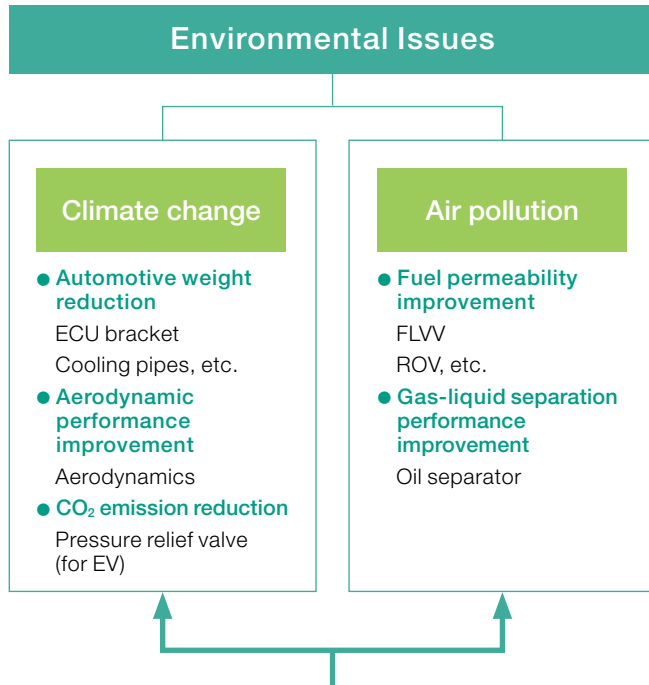 Environmental Issues
Climate change
● Automotive weight
reduction
ECU bracket
Cooling pipes, etc.
● Aerodynamic
performance
improvement
Aerodynamics
● CO₂ emission reduction
Pressure relief valve
(for EV)
Air pollution
● Fuel permeability
improvement
FLVV
ROV, etc.
● Gas-liquid separation
performance
improvement
Oil separator